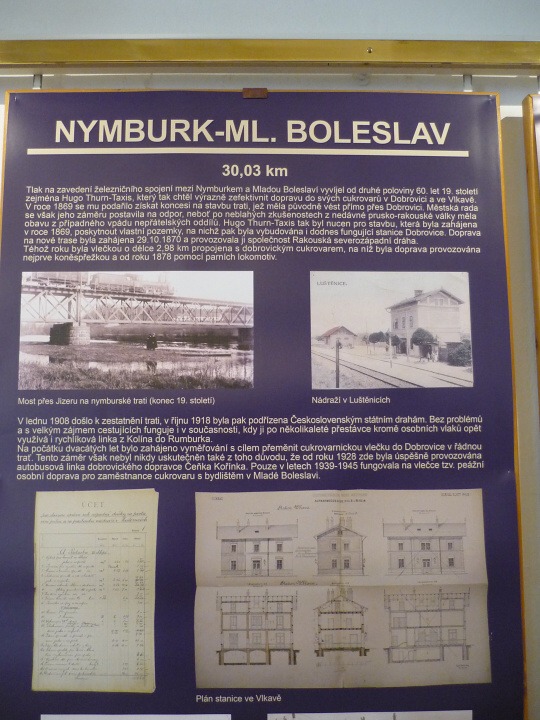 NYMBURK-ML. BOLESLAV
30,03 km
Tlak na zavedení železničního spojení mezi Nymburkem a Mladou Boleslaví vyvíjel od druhé poloviny 60. let 19. století
zejména Hugo Thurn-Taxis, který tak chtěl výrazně zefektivnit dopravu do svých cukrovarů v Dobrovici a ve Vlkavě.
V roce 1869 se mu podařilo získat koncesi na stavbu trati, jež měla původně vést přímo přes Dobrovici. Městská rada
se však jeho záměru postavila na odpor, neboť po neblahých zkušenostech z nedávné prusko-rakouské války měla
obavu z případného vpádu nepřátelských oddílů. Hugo Thurn-Taxis tak byl nucen pro stavbu, která byla zahájena
v roce 1869, poskytnout vlastní pozemky, na nichž pak byla vybudována i dodnes fungující stanice Dobrovice. Doprava
na nové trase byla zahájena 29.10.1870 a provozovala ji společnost Rakouská severozápadní dráha.
Téhož roku byla vlečkou o délce 2,98 km propojena s dobrovickým cukrovarem, na níž byla doprava provozována
nejprve koněspřežkou a od roku 1878 pomocí parních lokomotiv.
LUŠTĚNICE.
Most přes Jizeru na nymburské trati (konec 19. století)
Nádraží v Luštěnicích
V lednu 1908 došlo k zestátnění trati, v říjnu 1918 byla pak podřízena Československým státním drahám. Bez problémů
a s velkým zájmem cestujících funguje i v současnosti, kdy ji po několikaleté přestávce kromě osobních vlaků opět
využívá i rychlíková linka z Kolína do Rumburka.
Na počátku dvacátých let bylo zahájeno vyměřování s cílem přeměnit cukrovarnickou vlečku do Dobrovice v řádnou
trať. Tento záměr však nebyl nikdy uskutečněn také z toho důvodu, že od roku 1928 zde byla úspěšně provozována
autobusová linka dobrovického dopravce Čeňka Kořínka. Pouze v letech 1939-1945 fungovala na vlečce tzv. peážní
osobní doprava pro zaměstnance cukrovaru s bydlištěm v Mladé Boleslavi.
ÚČET
Plán stanice ve Vlkavě